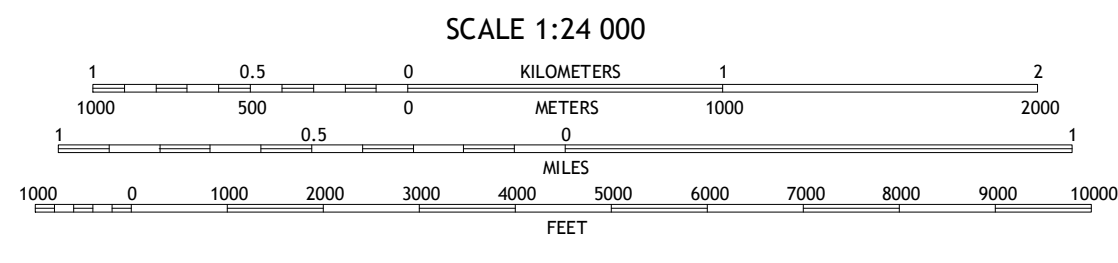 SCALE 1:24 000
1 0.5 0 KILOMETERS 1 2
1000 500 0 METERS 1000 2000
1 0.5 0 1
MILES
1000 0 1000 2000 3000 4000 5000 6000 7000 8000 9000 10000
FEET